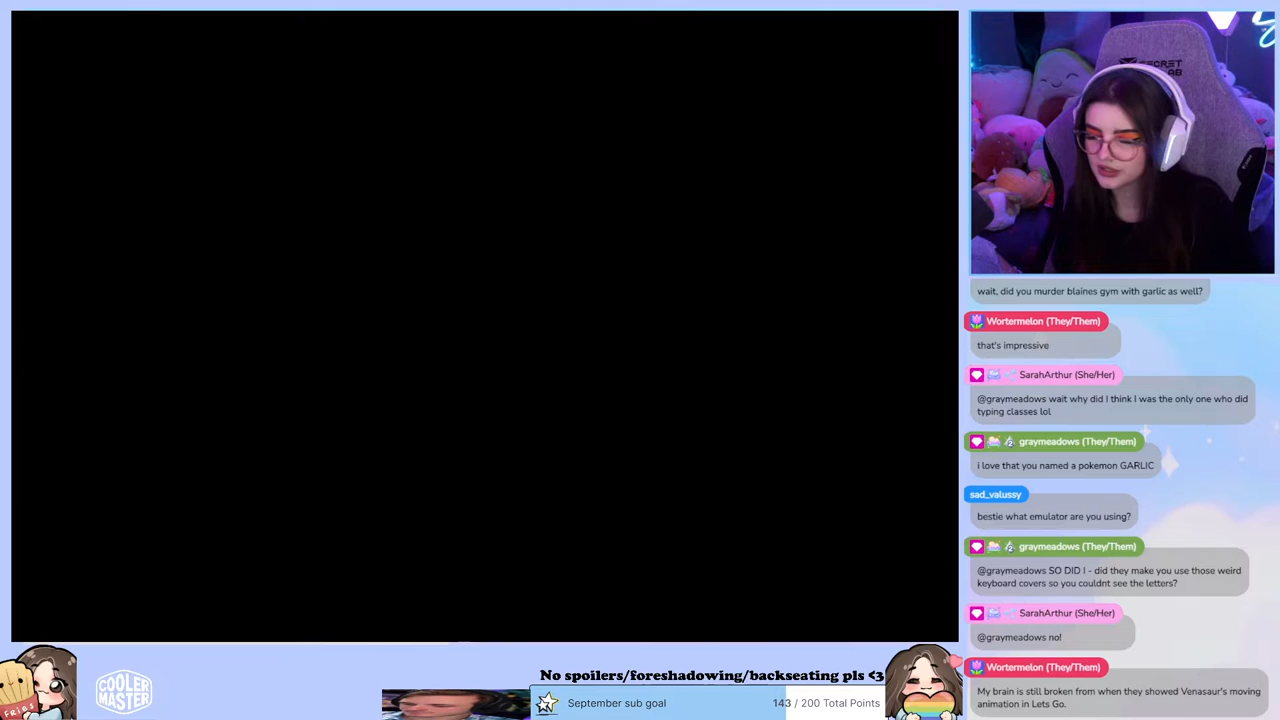 SECRET
LAB
wait, did you murder blaines gym with garlic as well?
Wortermelon (They/Them)
that's impressive
SarahArthur (She/Her)
@graymeadows wait why did I think I was the only one who did
typing classes lol
graymeadows (They/Them)
i love that you named a pokemon GARLIC
sad_valussy
bestie what emulator are you using?
graymeadows (They/Them)
@graymeadows SO DID I - did they make you use those weird
keyboard covers so you couldnt see the letters?
SarahArthur (She/Her)
@graymeadows no!
Wortermelon (They/Them)
My brain is still broken from when they showed Venasaur's moving
animation in Lets Go.
FRIES
COOLER
MASTER
No spoilers/foreshadowing/backseating pls <3
September sub goal
143 / 200 Total Points